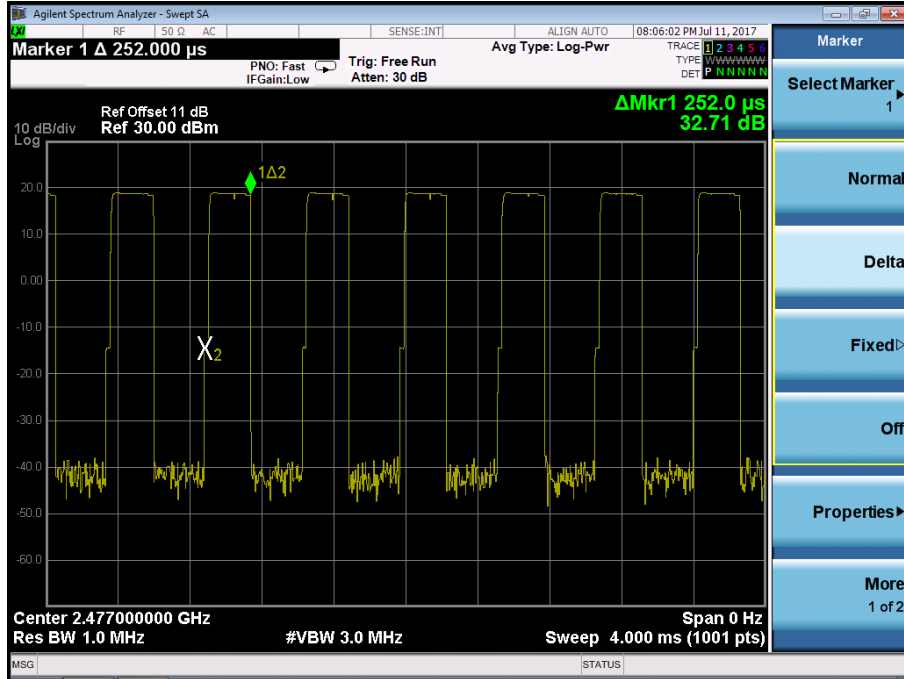 Agilent Spectrum Analyzer - Swept SA
LXI RF 50 Ω AC SENSE:INT ALIGN AUTO 08:06:02 PM Jul 11, 2017
Marker 1 Δ 252.000 µs
PNO: Fast
IFGain:Low
Trig: Free Run
Atten: 30 dB
Avg Type: Log-Pwr
TRACE 1 2 3 4 5 6
TYPE WWWWWWW
DET P N N N N N
ΔMkr1 252.0 µs
32.71 dB
Ref Offset 11 dB
10 dB/div Ref 30.00 dBm
Log
1Δ2
20.0
10.0
0.00
-10.0
X2
-20.0
-30.0
-40.0
-50.0
-60.0
Center 2.477000000 GHz Span 0 Hz
Res BW 1.0 MHz #VBW 3.0 MHz Sweep 4.000 ms (1001 pts)
MSG STATUS
Marker
Select Marker
1
Normal
Delta
Fixed
Off
Properties
More
1 of 2